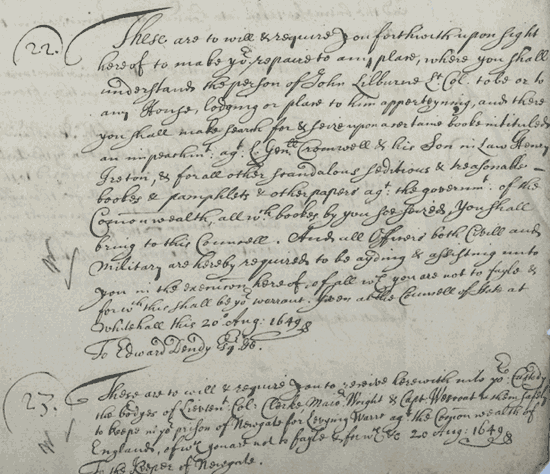 22. These are to will & require you forthwith upon sight
hereof to make yor repaire to any place, where you shall
understand the person of John Lilburne Lt. Col. to be or to
any House, lodging or place to him apperteyning, and there
you shall make search for & seize upon a certaine booke intituled
an impeachmt. agt. L. Genll Cromwell & his Son in Law Henry
Ireton, & for all other scandalous seditious & treasonable
bookes & pamphlets & other papers agt. the governmt. of the
Commonwealth, all wch bookes by you soe seized, You shall
bring to this Councell. And all Officers both Civill and
Military are hereby required to be ayding & assisting unto
you in the execucon hereof, of all wch you are not to fayle &
for wch this shall be yor warrant. Given at the Councell of State at
Whitehall this 20o Aug: 1649
To Edward Dendy Esqr
23. These are to will & require you to receive herewith into yor Custody
the bodyes of Lieutent. Col: Clerke, Maior Wright & Capt. & them safely
to keepe in yor prison of Newgate for Levying Warre agt. the Common wealth of
England, of wch you are not to fayle & for wch &c 20 Aug: 1649
To the Keeper of Newgate.